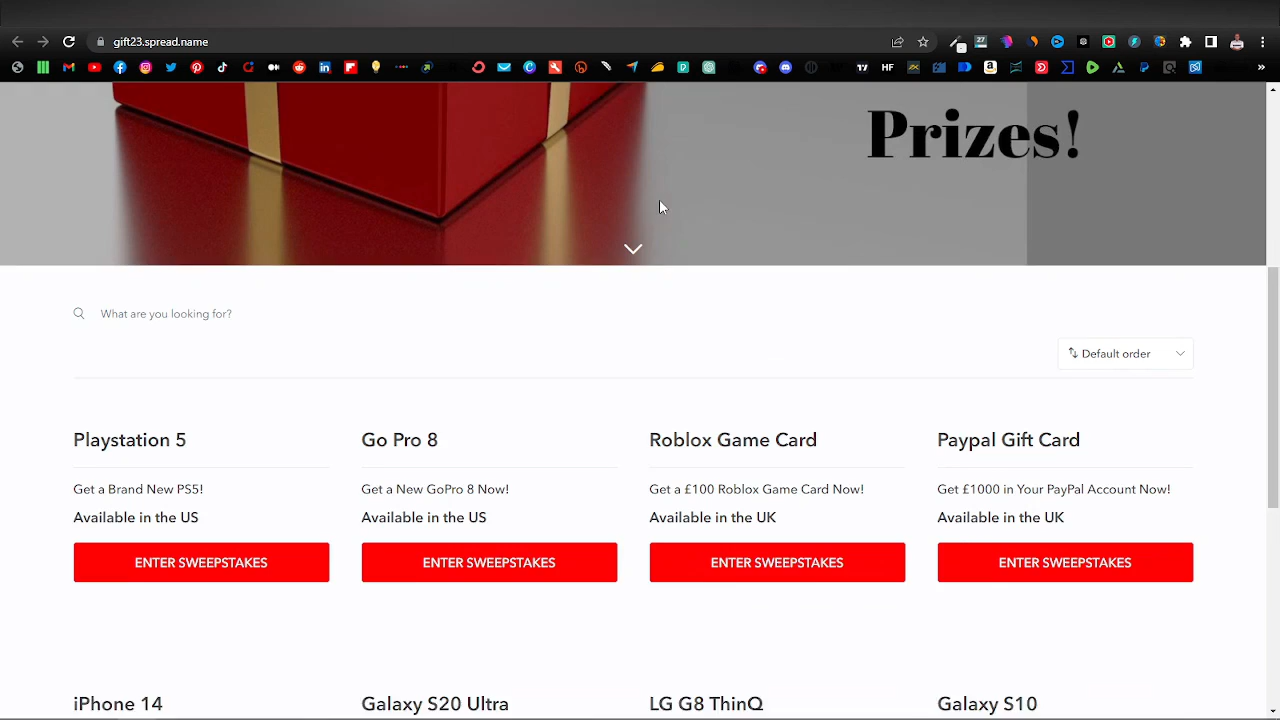 gift23.spread.name
Prizes!
What are you looking for?
Default order
Playstation 5
Go Pro 8
Roblox Game Card
Paypal Gift Card
Get a Brand New PS5!
Get a New GoPro 8 Now!
Get a £100 Roblox Game Card Now!
Get £1000 in Your PayPal Account Now!
Available in the US
Available in the US
Available in the UK
Available in the UK
ENTER SWEEPSTAKES
ENTER SWEEPSTAKES
ENTER SWEEPSTAKES
ENTER SWEEPSTAKES
iPhone 14
Galaxy S20 Ultra
LG G8 ThinQ
Galaxy S10